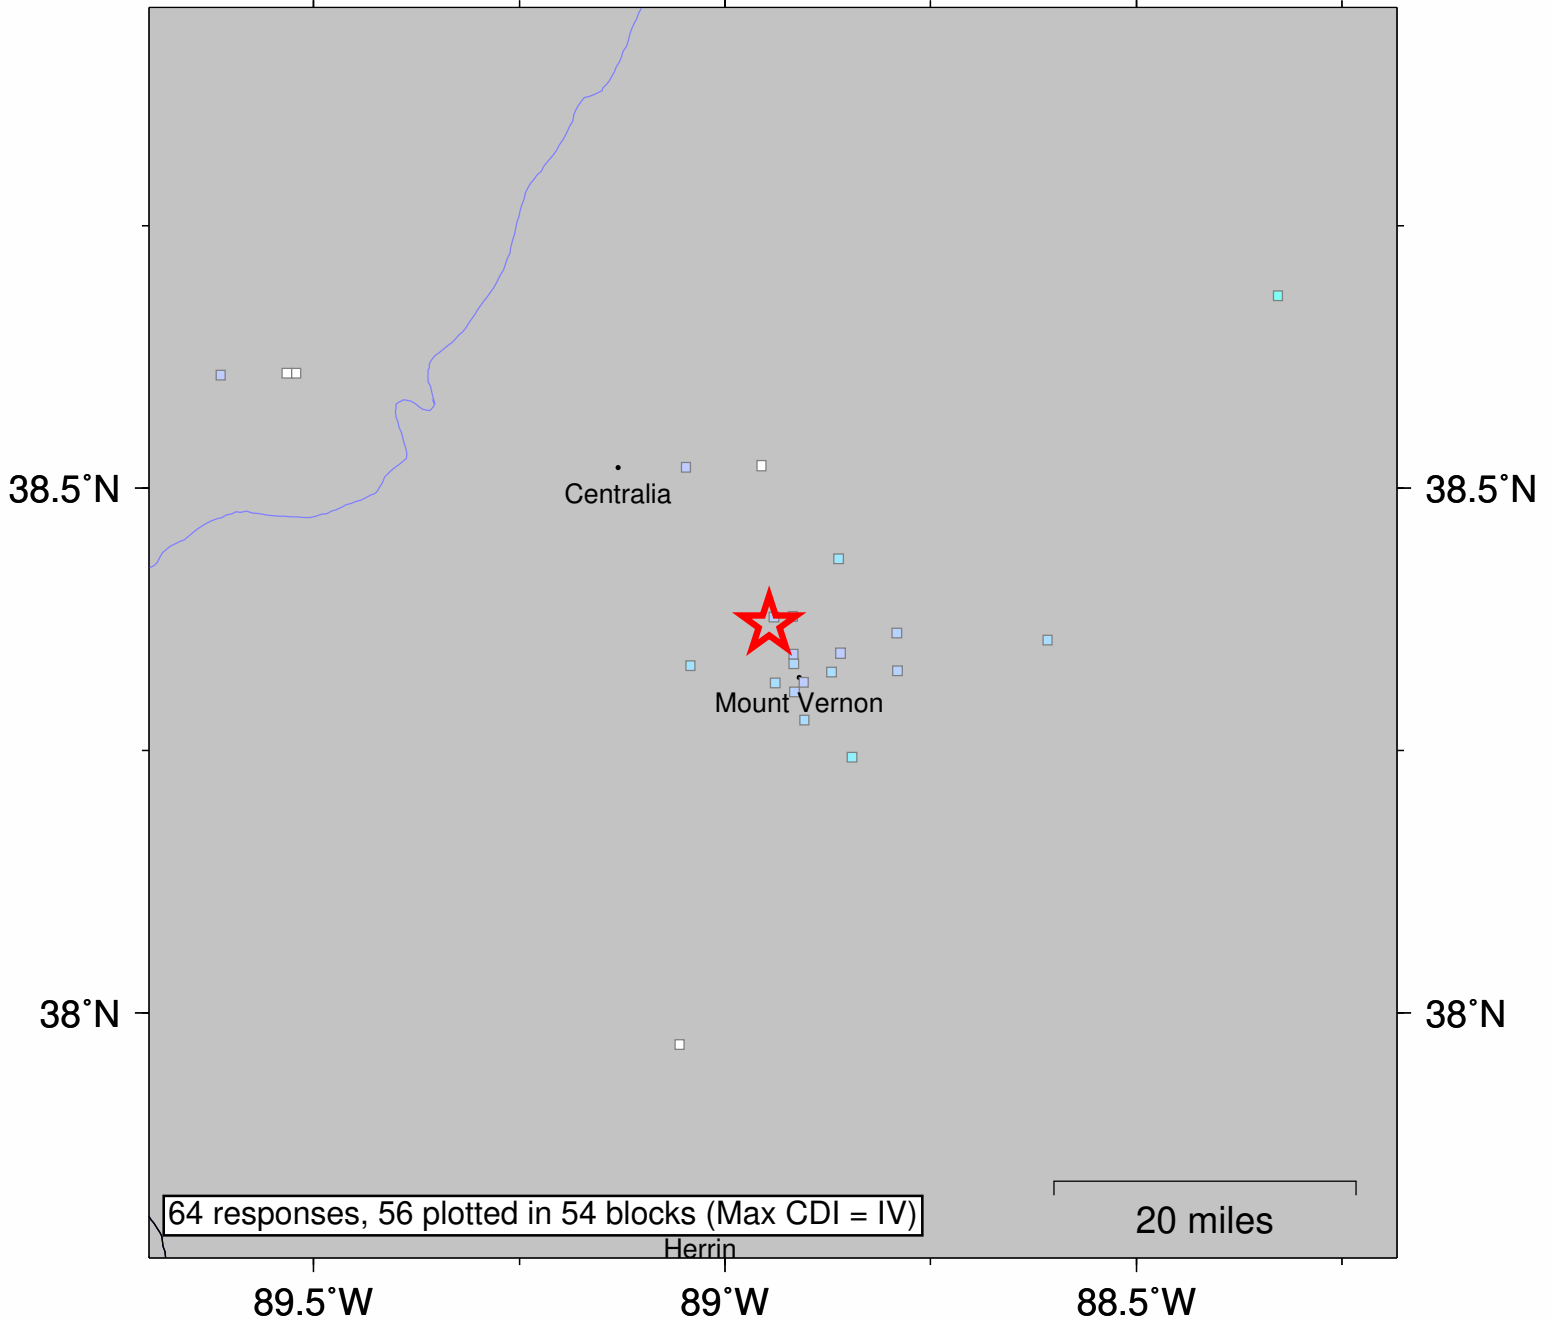 38.5˚N
38.5˚N
Centralia
Mount Vernon
38˚N
38˚N
64 responses, 56 plotted in 54 blocks (Max CDI = IV)
20 miles
Herrin
89.5˚W
89˚W
88.5˚W